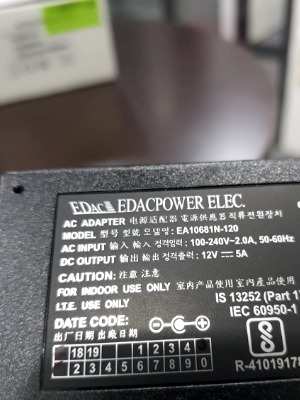 EDAC EDACPOWER ELEC.
AC ADAPTER 电源适配器 電源供應器 직류전원장치
MODEL 型号 型號 모델명: EA10681N-120
AC INPUT 输入 輸入 정격입력: 100-240V~2.0A, 50-60Hz
DC OUTPUT 输出 輸出 정격출력: 12V ⎓ 5A
CAUTION: 注意 注意
FOR INDOOR USE ONLY 室内产品使用 室內產品使用
I.T.E. USE ONLY
IS 13252 (Part 1
IEC 60950-1
DATE CODE:
出厂日期 出廠日期
18 19 1 2 3 4
2 3 4 5 6 7 8 9 0
S
R-4101917